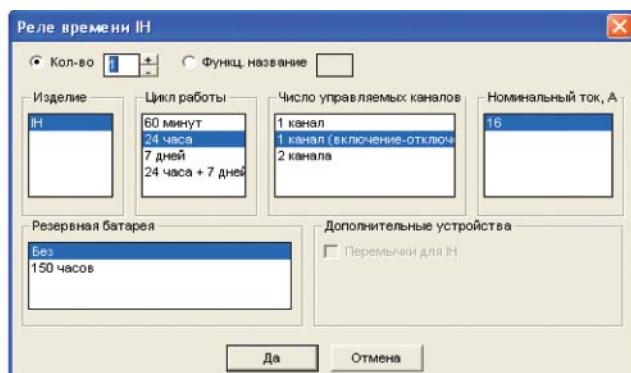 Реле времени IH
Кол-во 1 + - Функц. название
Изделие Цикл работы Число управляемых каналов Номинальный ток, А
IH 60 минут 1 канал 16
24 часа 1 канал (включение-отключ
7 дней 2 канала
24 часа + 7 дней
Резервная батарея Дополнительные устройства
Без Перемычки для IH
150 часов
Да Отмена